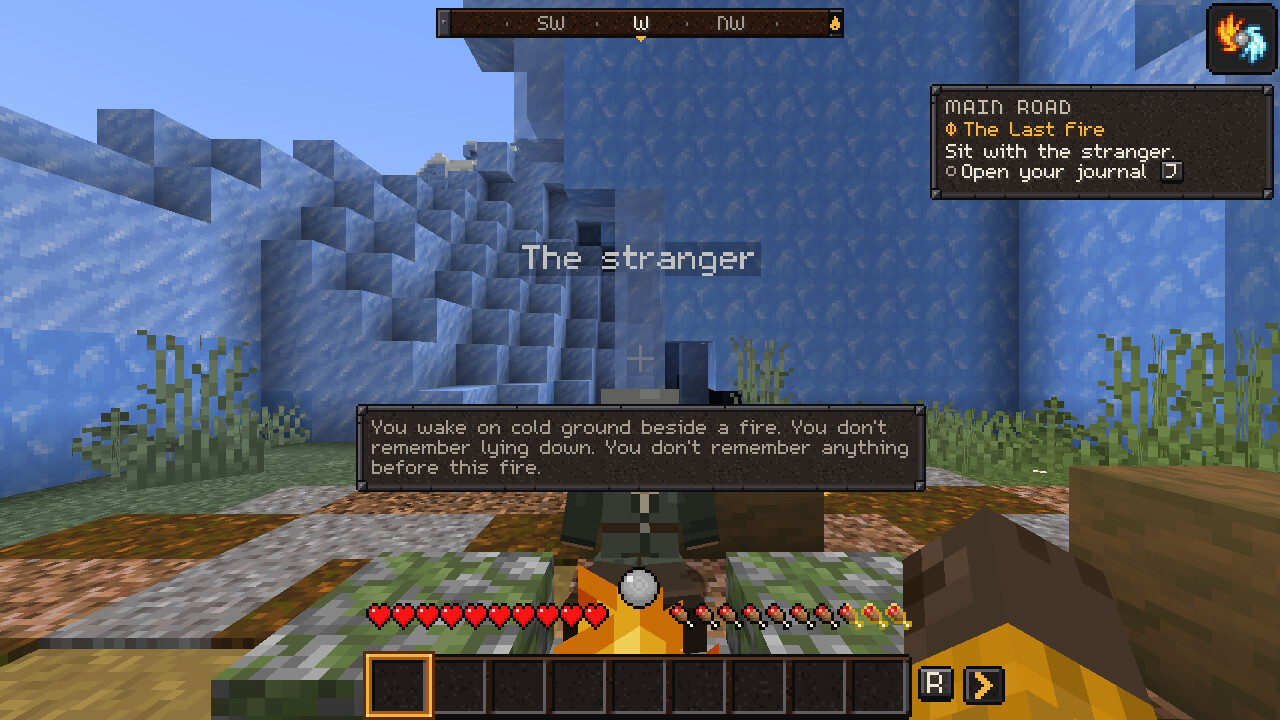 SW W NW
MAIN ROAD
The Last Fire
Sit with the stranger.
Open your journal J
The stranger
You wake on cold ground beside a fire. You don't
remember lying down. You don't remember anything
before this fire.
R